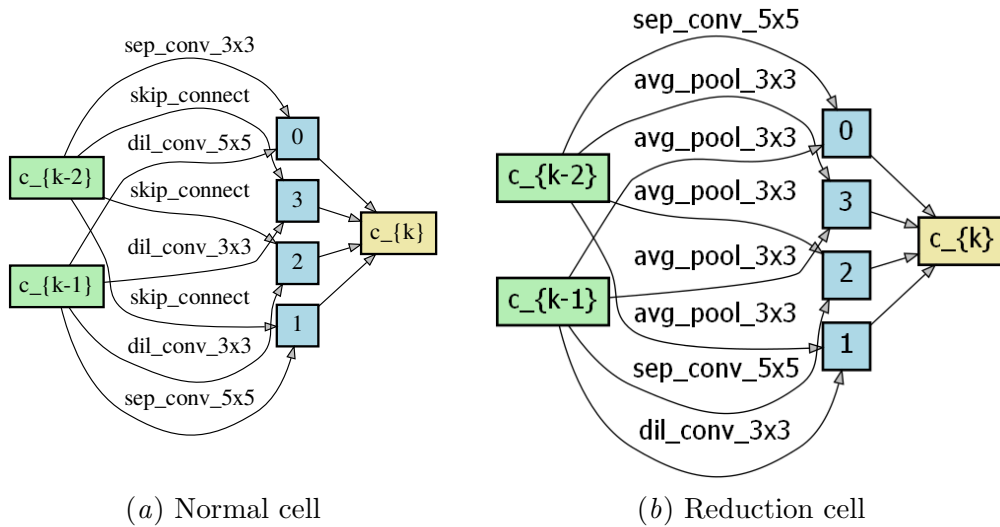 sep_conv_3x3
skip_connect
dil_conv_5x5
skip_connect
dil_conv_3x3
skip_connect
dil_conv_3x3
sep_conv_5x5
c_{k-2}
c_{k-1}
0
3
2
1
c_{k}
(a) Normal cell
sep_conv_5x5
avg_pool_3x3
avg_pool_3x3
avg_pool_3x3
avg_pool_3x3
avg_pool_3x3
sep_conv_5x5
dil_conv_3x3
c_{k-2}
c_{k-1}
0
3
2
1
c_{k}
(b) Reduction cell